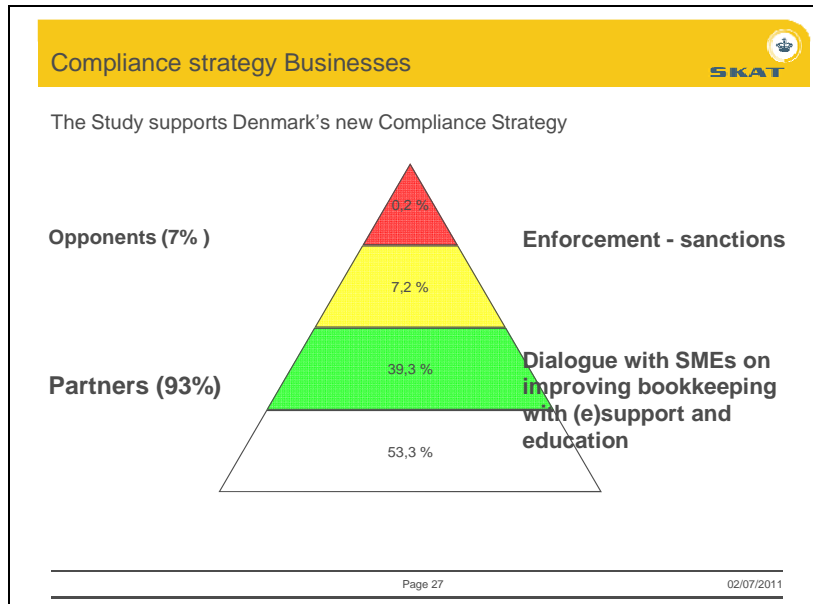 Compliance strategy Businesses
SKAT
The Study supports Denmark's new Compliance Strategy
0,2 %
Opponents (7% )
Enforcement - sanctions
7,2 %
39,3 %
Partners (93%)
Dialogue with SMEs on
improving bookkeeping
with (e)support and
education
53,3 %
Page 27
02/07/2011